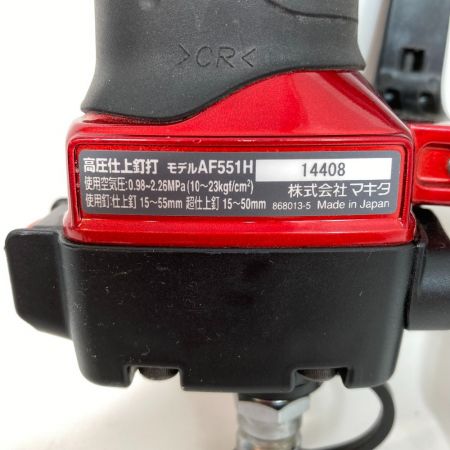 >CR<
高圧仕上釘打 モデルAF551H 14408
使用空気圧:0.98~2.26MPa(10~23kgf/cm²) 株式会社マキタ
使用釘:仕上 15~55mm 超仕上釘 15~50mm 868013-5 Made in Japan